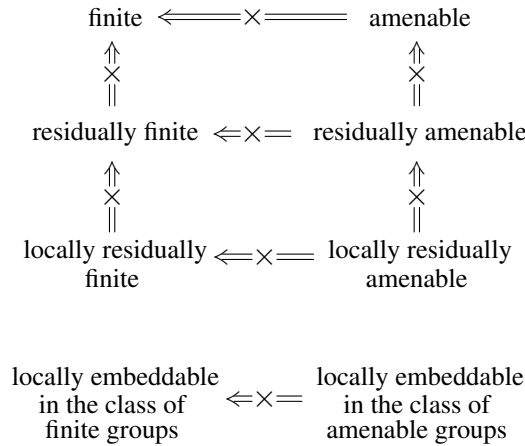 finite amenable
residually finite residually amenable
locally residually locally residually
finite amenable
locally embeddable locally embeddable
in the class of in the class of
finite groups amenable groups